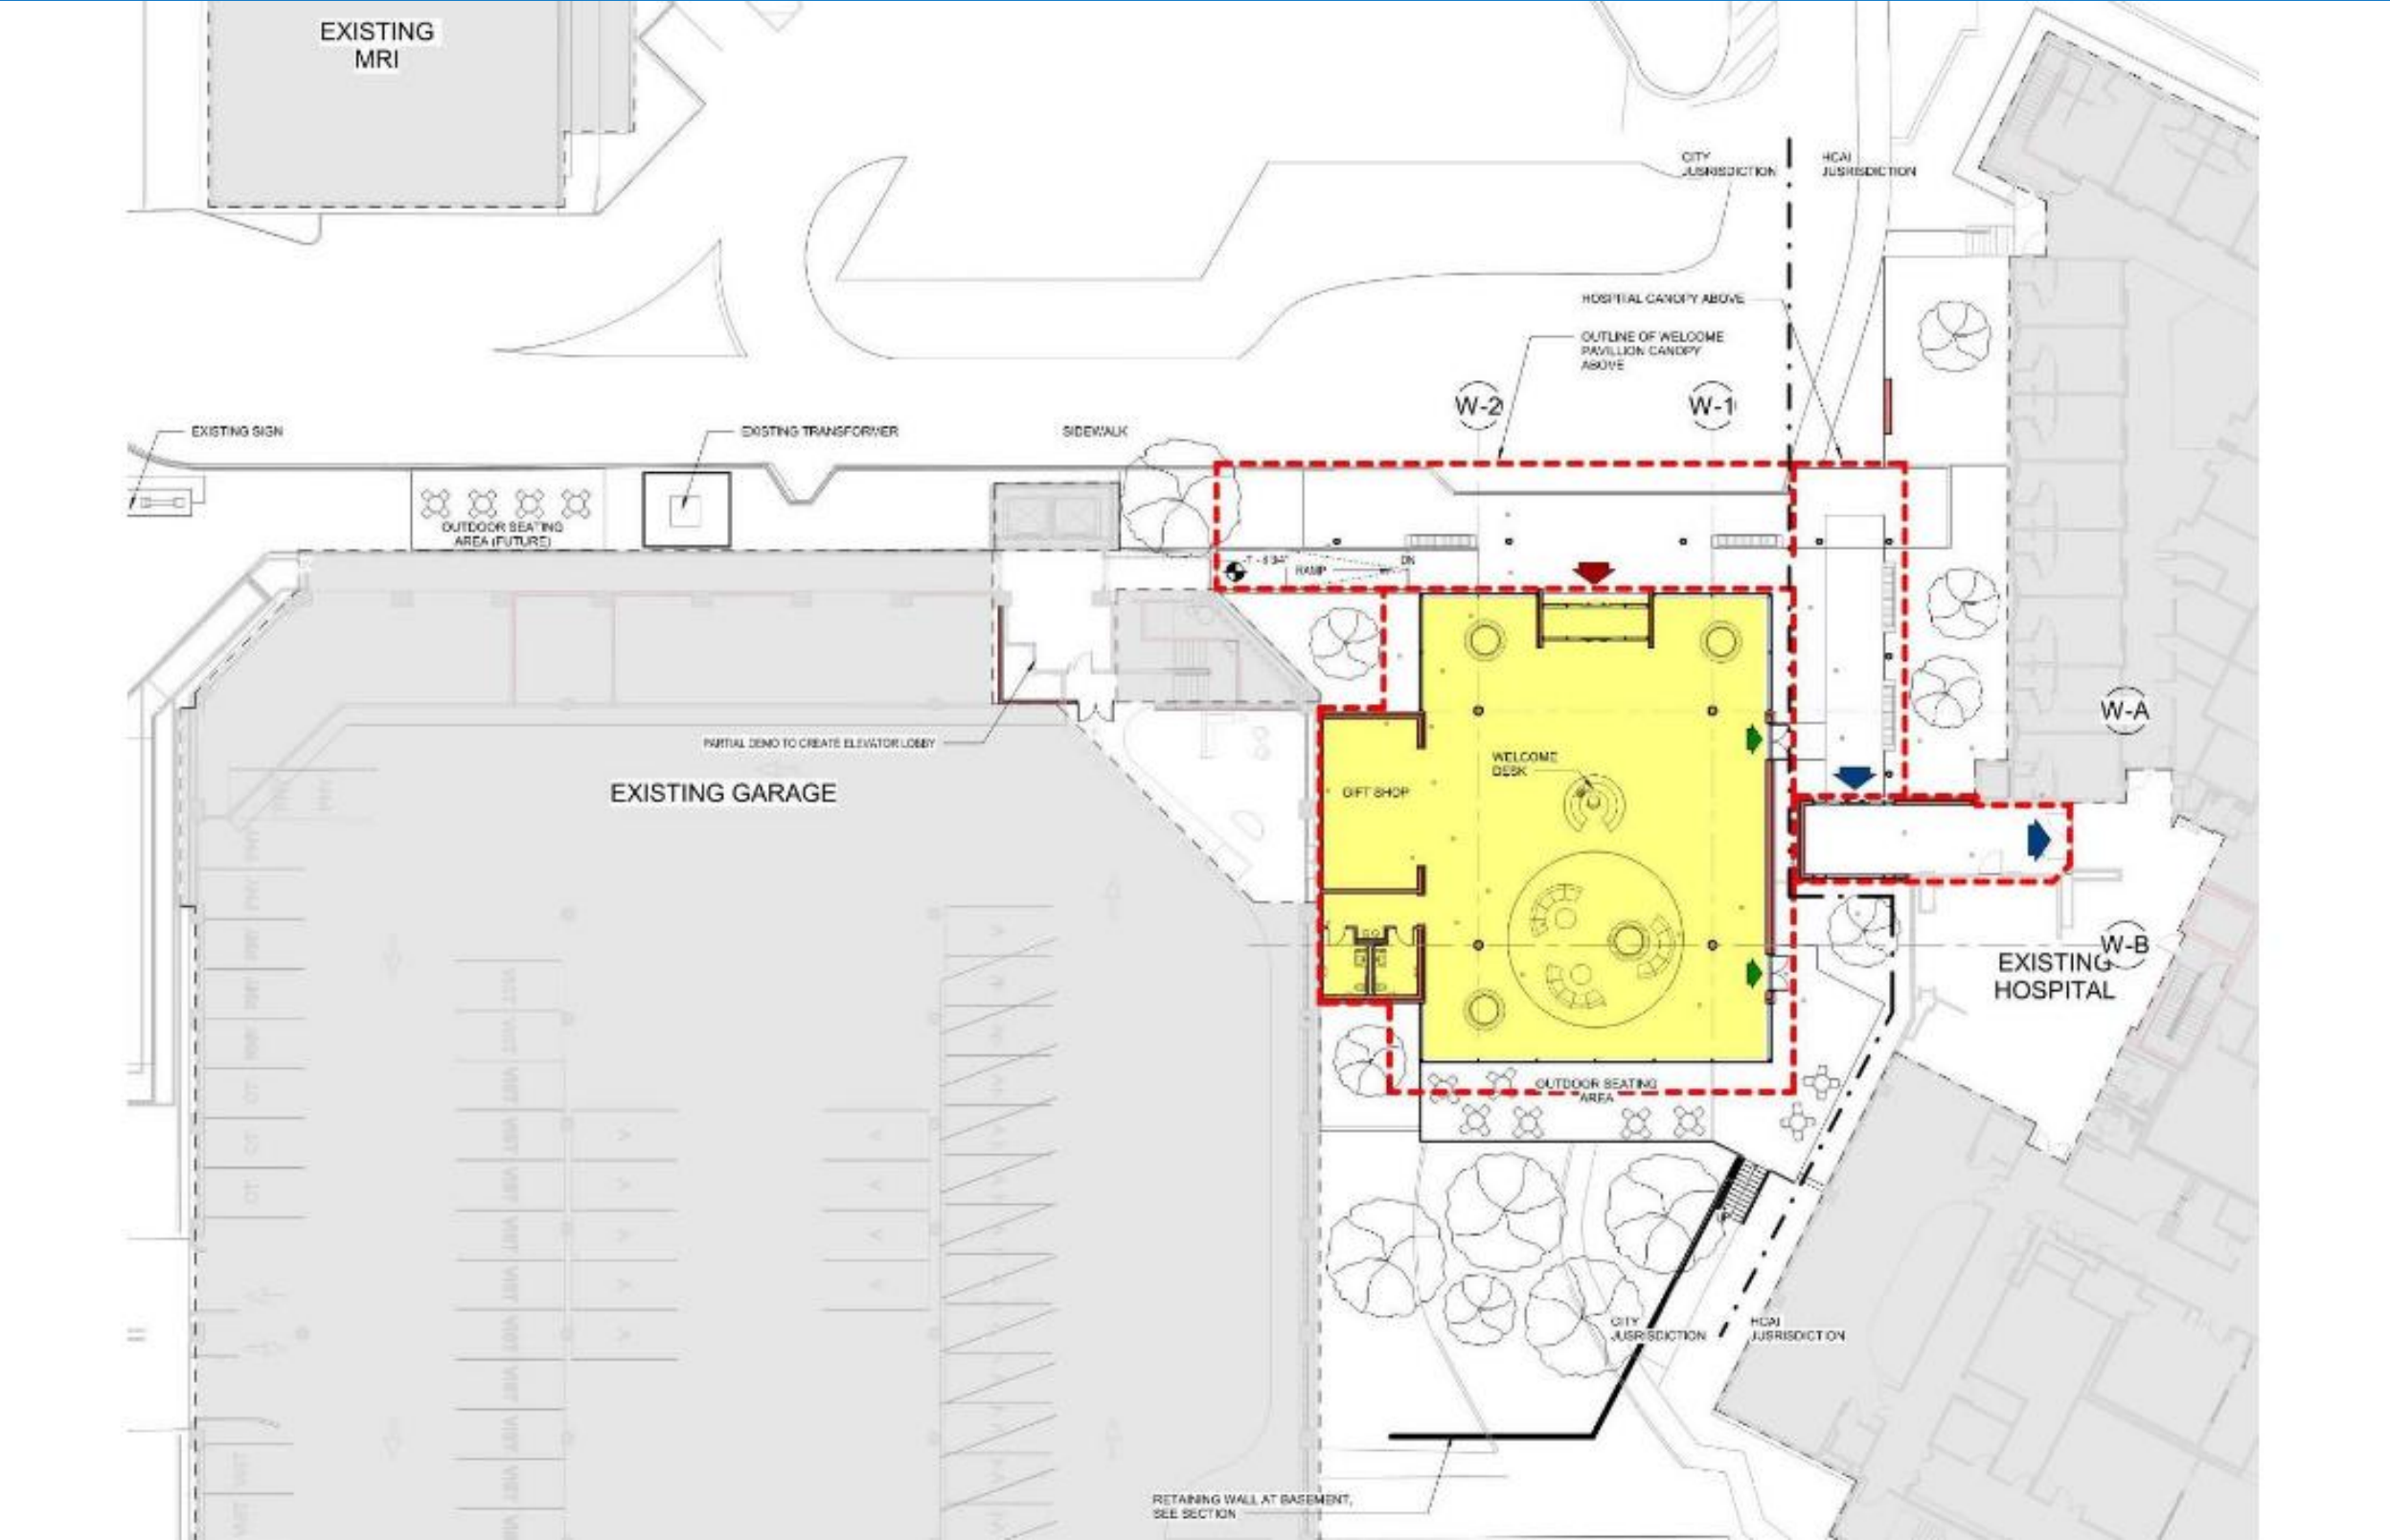 EXISTING
MRI
CITY
JUSRISDICTION
HCAI
JUSRISDICTION
HOSPITAL CANOPY ABOVE
OUTLINE OF WELCOME
PAVILLION CANOPY
ABOVE
W-2
W-1
EXISTING SIGN
EXISTING TRANSFORMER
SIDEWALK
OUTDOOR SEATING
AREA (FUTURE)
RAMP
DN
W-A
PARTIAL DEMO TO CREATE ELEVATOR LOBBY
WELCOME
DESK
EXISTING GARAGE
GIFT SHOP
W-B
EXISTING
HOSPITAL
OUTDOOR SEATING
AREA
CITY
JUSRISDICTION
HCAI
JUSRISDICTION
RETAINING WALL AT BASEMENT,
SEE SECTION